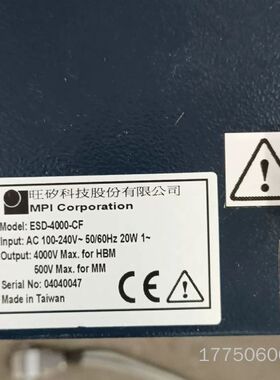 旺矽科技股份有限公司
MPI Corporation
Model: ESD-4000-CF
Input: AC 100-240V~ 50/60Hz 20W 1~
Output: 4000V Max. for HBM
500V Max. for MM
Serial No: 04040047
Made in Taiwan
CE
1775060